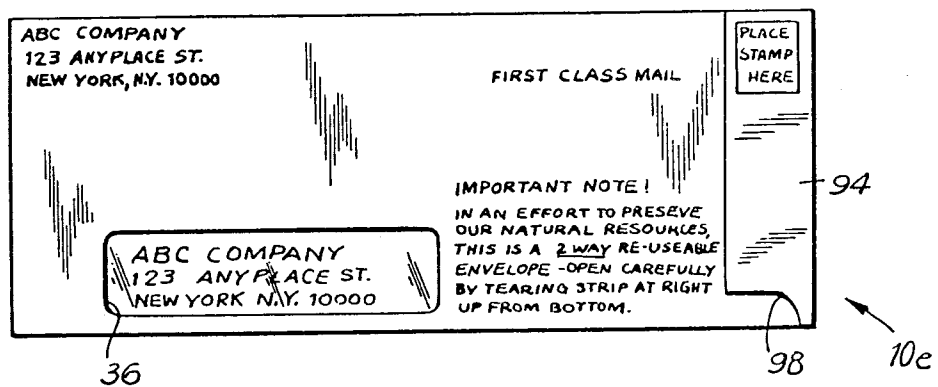 ABC COMPANY
123 ANYPLACE ST.
NEW YORK, N.Y. 10000
FIRST CLASS MAIL
PLACE
STAMP
HERE
94
IMPORTANT NOTE!
IN AN EFFORT TO PRESEVE
OUR NATURAL RESOURCES,
THIS IS A 2 WAY RE-USEABLE
ENVELOPE -OPEN CAREFULLY
BY TEARING STRIP AT RIGHT
UP FROM BOTTOM.
ABC COMPANY
123 ANYPLACE ST.
NEW YORK N.Y. 10000
36
98
10e